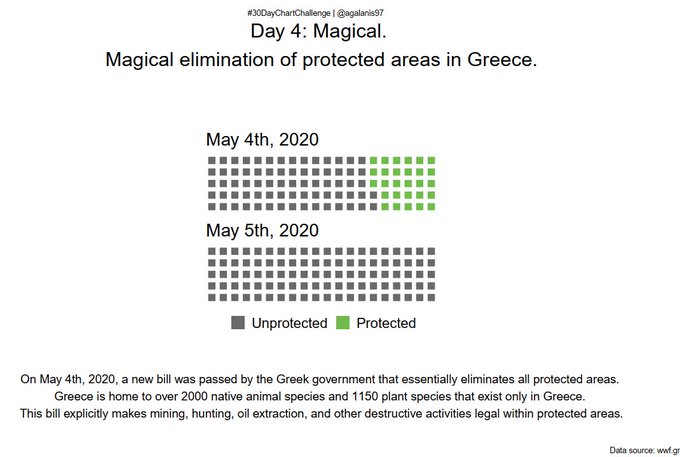 #30DayChartChallenge | @agalanis97
Day 4: Magical.
Magical elimination of protected areas in Greece.
May 4th, 2020
May 5th, 2020
Unprotected Protected
On May 4th, 2020, a new bill was passed by the Greek government that essentially eliminates all protected areas.
Greece is home to over 2000 native animal species and 1150 plant species that exist only in Greece.
This bill explicitly makes mining, hunting, oil extraction, and other destructive activities legal within protected areas.
Data source: wwf.gr